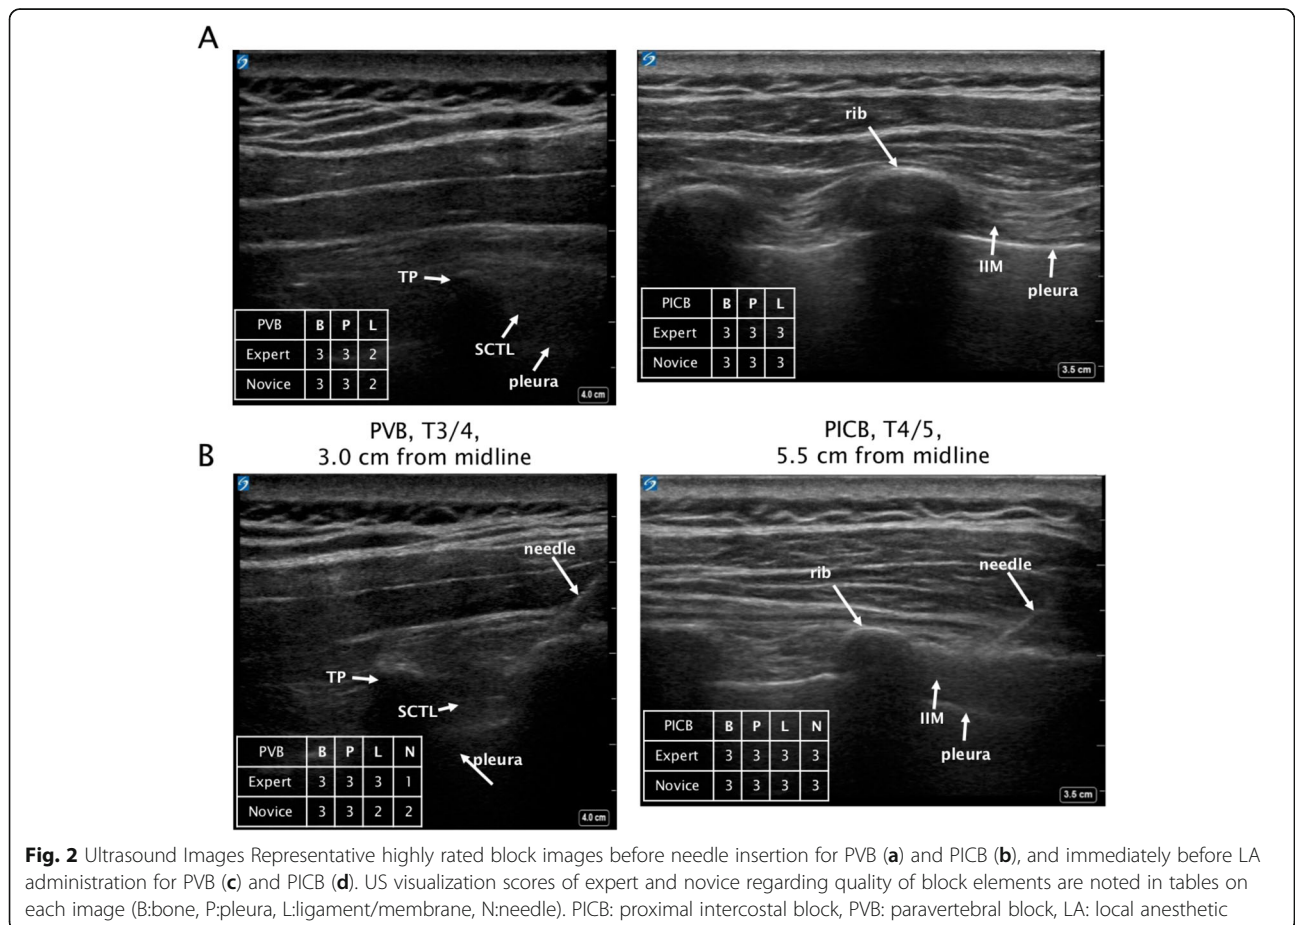 A
rib
TP
IIM
SCTL
pleura
pleura
PVB B P L
Expert 3 3 2
Novice 3 3 2
4.0 cm
PICB B P L
Expert 3 3 3
Novice 3 3 3
3.5 cm
PVB, T3/4,
3.0 cm from midline
PICB, T4/5,
5.5 cm from midline
B
needle
TP
SCTL
pleura
PVB B P L N
Expert 3 3 3 1
Novice 3 3 2 2
4.0 cm
rib
needle
IIM
pleura
PICB B P L N
Expert 3 3 3 3
Novice 3 3 3 3
3.5 cm
Fig. 2 Ultrasound Images Representative highly rated block images before needle insertion for PVB (a) and PICB (b), and immediately before LA
administration for PVB (c) and PICB (d). US visualization scores of expert and novice regarding quality of block elements are noted in tables on
each image (B:bone, P:pleura, L:ligament/membrane, N:needle). PICB: proximal intercostal block, PVB: paravertebral block, LA: local anesthetic